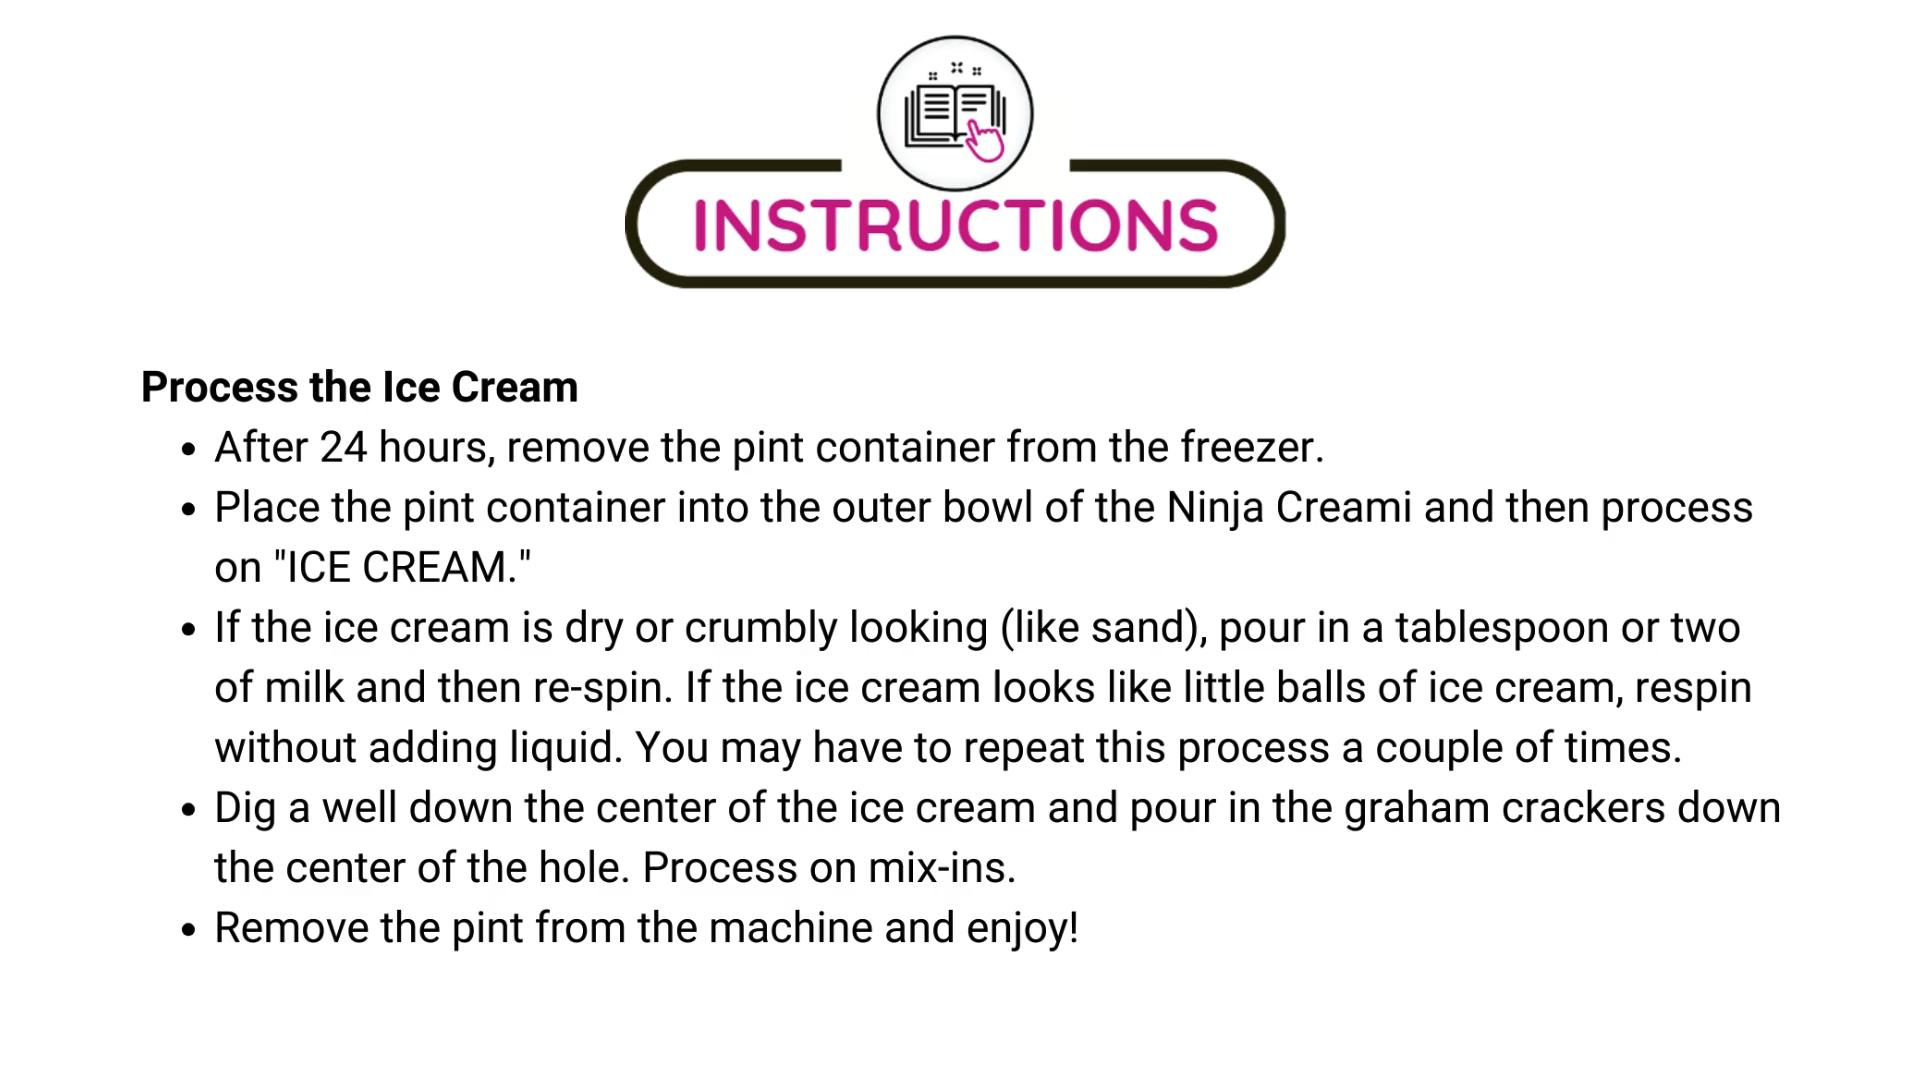 INSTRUCTIONS
Process the Ice Cream
• After 24 hours, remove the pint container from the freezer.
• Place the pint container into the outer bowl of the Ninja Creami and then process
on "ICE CREAM."
• If the ice cream is dry or crumbly looking (like sand), pour in a tablespoon or two
of milk and then re-spin. If the ice cream looks like little balls of ice cream, respin
without adding liquid. You may have to repeat this process a couple of times.
• Dig a well down the center of the ice cream and pour in the graham crackers down
the center of the hole. Process on mix-ins.
• Remove the pint from the machine and enjoy!